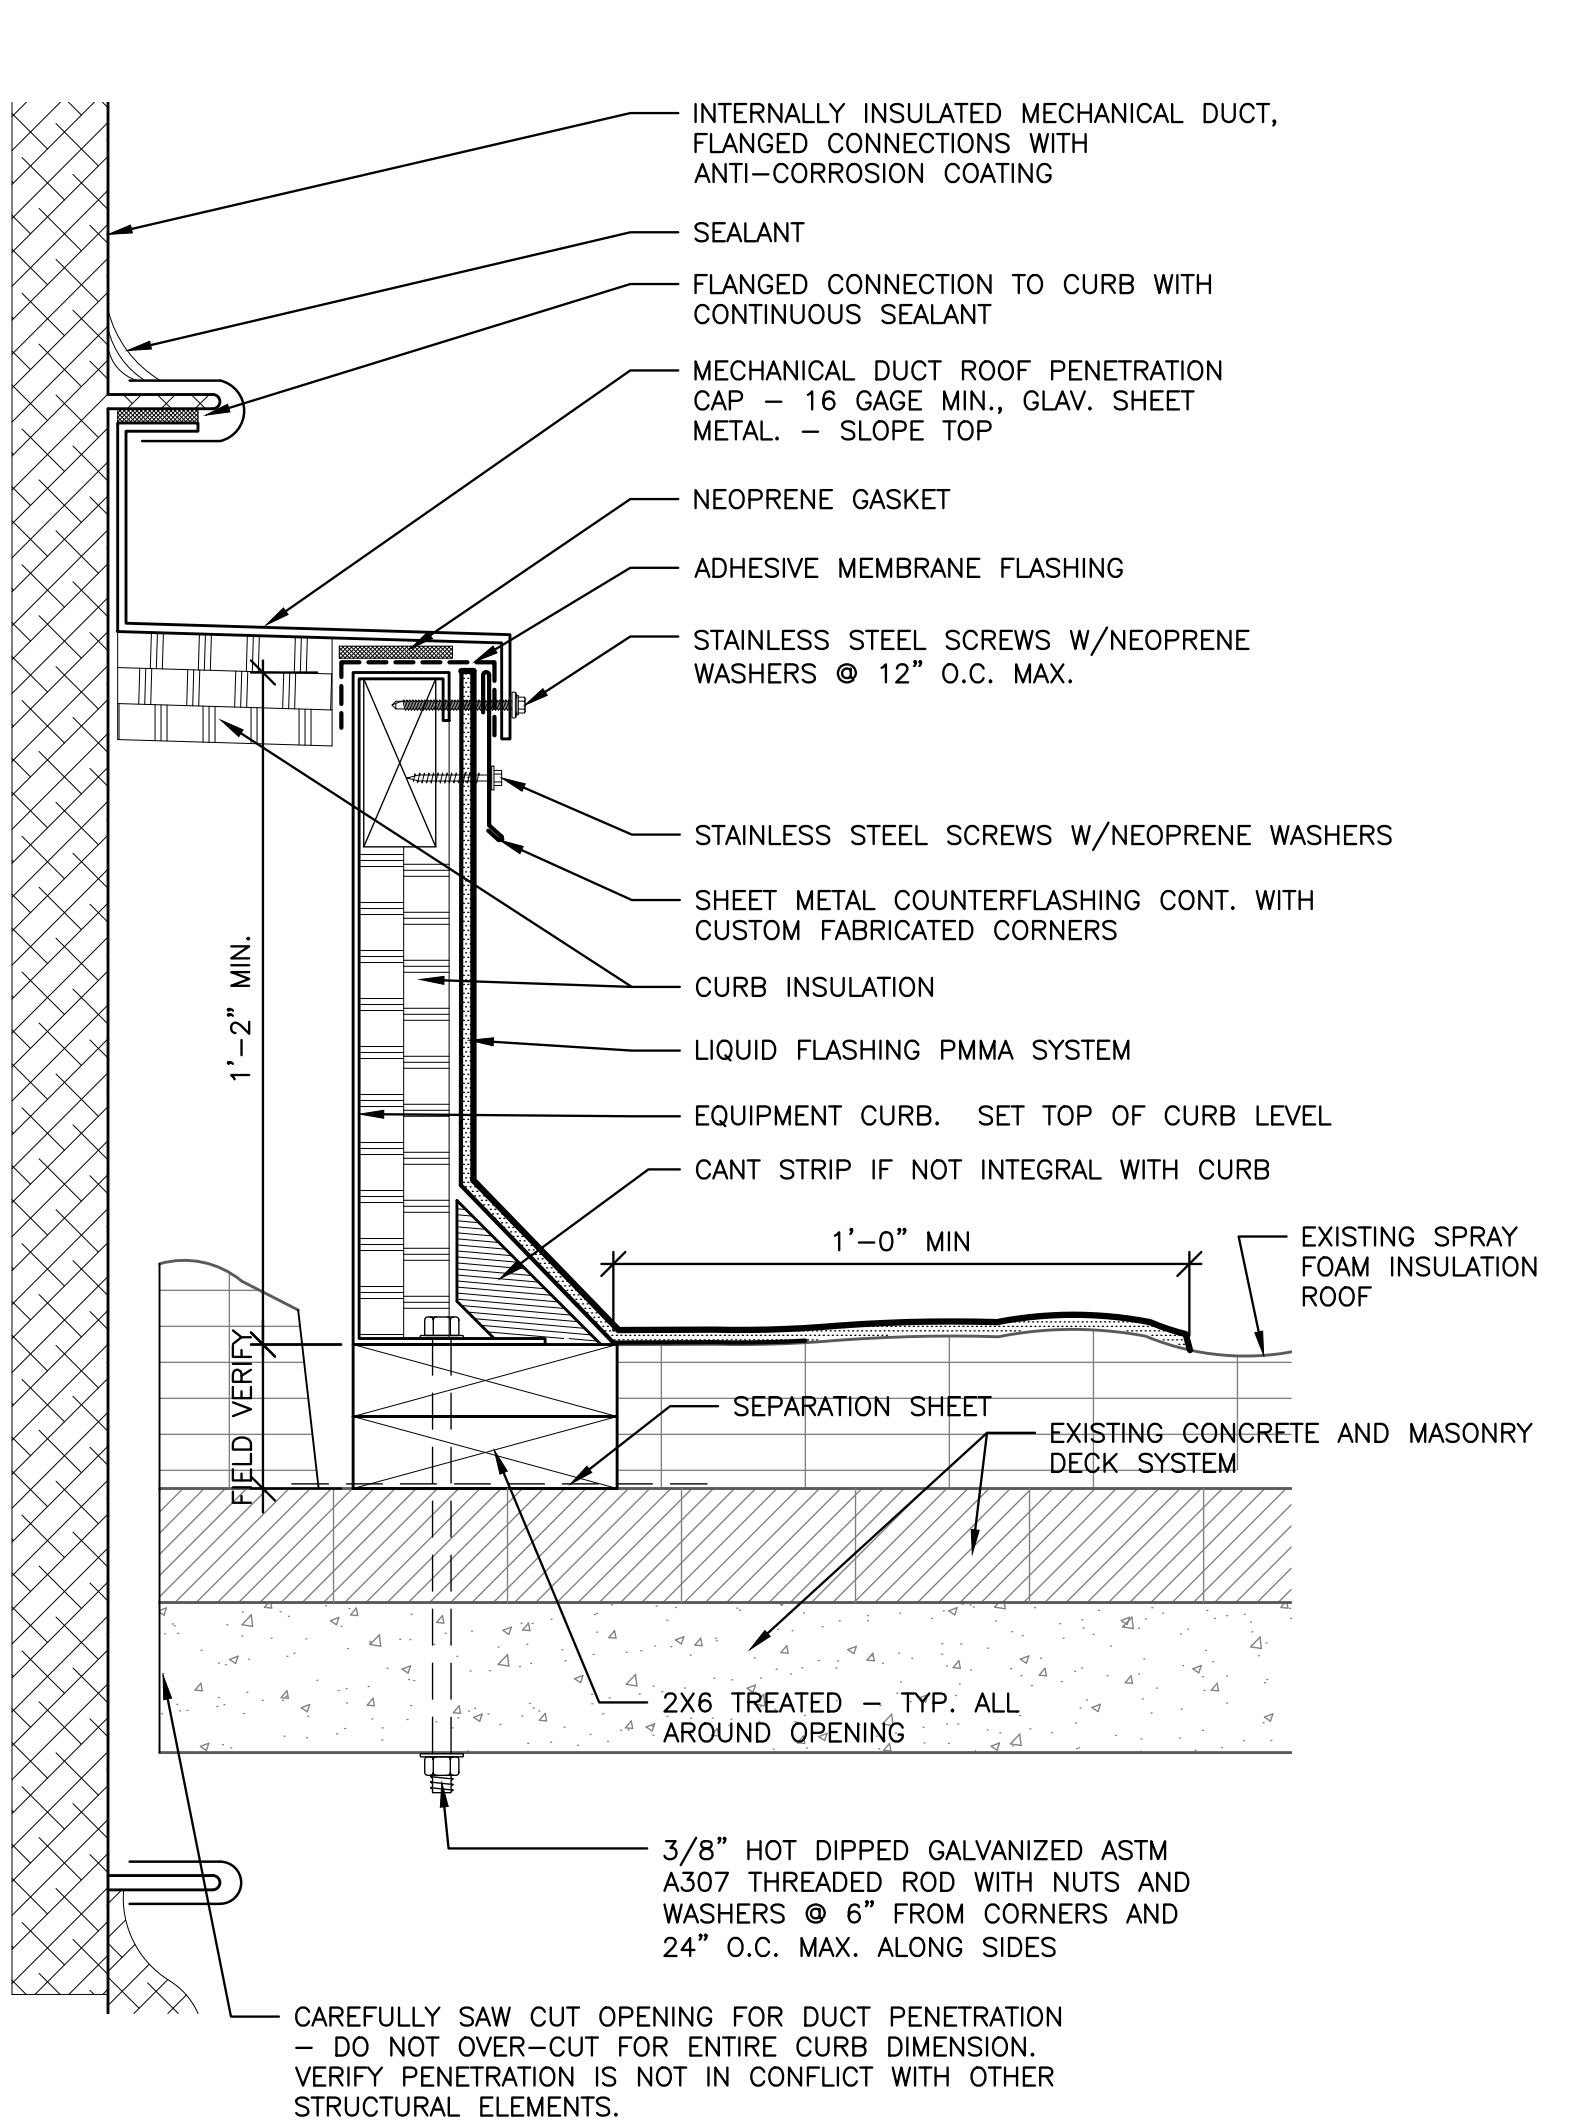 INTERNALLY INSULATED MECHANICAL DUCT,
FLANGED CONNECTIONS WITH
ANTI-CORROSION COATING
SEALANT
FLANGED CONNECTION TO CURB WITH
CONTINUOUS SEALANT
MECHANICAL DUCT ROOF PENETRATION
CAP - 16 GAGE MIN., GLAV. SHEET
METAL. - SLOPE TOP
NEOPRENE GASKET
ADHESIVE MEMBRANE FLASHING
STAINLESS STEEL SCREWS W/NEOPRENE
WASHERS @ 12" O.C. MAX.
STAINLESS STEEL SCREWS W/NEOPRENE WASHERS
SHEET METAL COUNTERFLASHING CONT. WITH
CUSTOM FABRICATED CORNERS
1'-2" MIN.
CURB INSULATION
LIQUID FLASHING PMMA SYSTEM
EQUIPMENT CURB. SET TOP OF CURB LEVEL
CANT STRIP IF NOT INTEGRAL WITH CURB
1'-0" MIN
EXISTING SPRAY
FOAM INSULATION
ROOF
FIELD VERIFY
SEPARATION SHEET
EXISTING CONCRETE AND MASONRY
DECK SYSTEM
2X6 TREATED - TYP. ALL
AROUND OPENING
3/8" HOT DIPPED GALVANIZED ASTM
A307 THREADED ROD WITH NUTS AND
WASHERS @ 6" FROM CORNERS AND
24" O.C. MAX. ALONG SIDES
CAREFULLY SAW CUT OPENING FOR DUCT PENETRATION
- DO NOT OVER-CUT FOR ENTIRE CURB DIMENSION.
VERIFY PENETRATION IS NOT IN CONFLICT WITH OTHER
STRUCTURAL ELEMENTS.